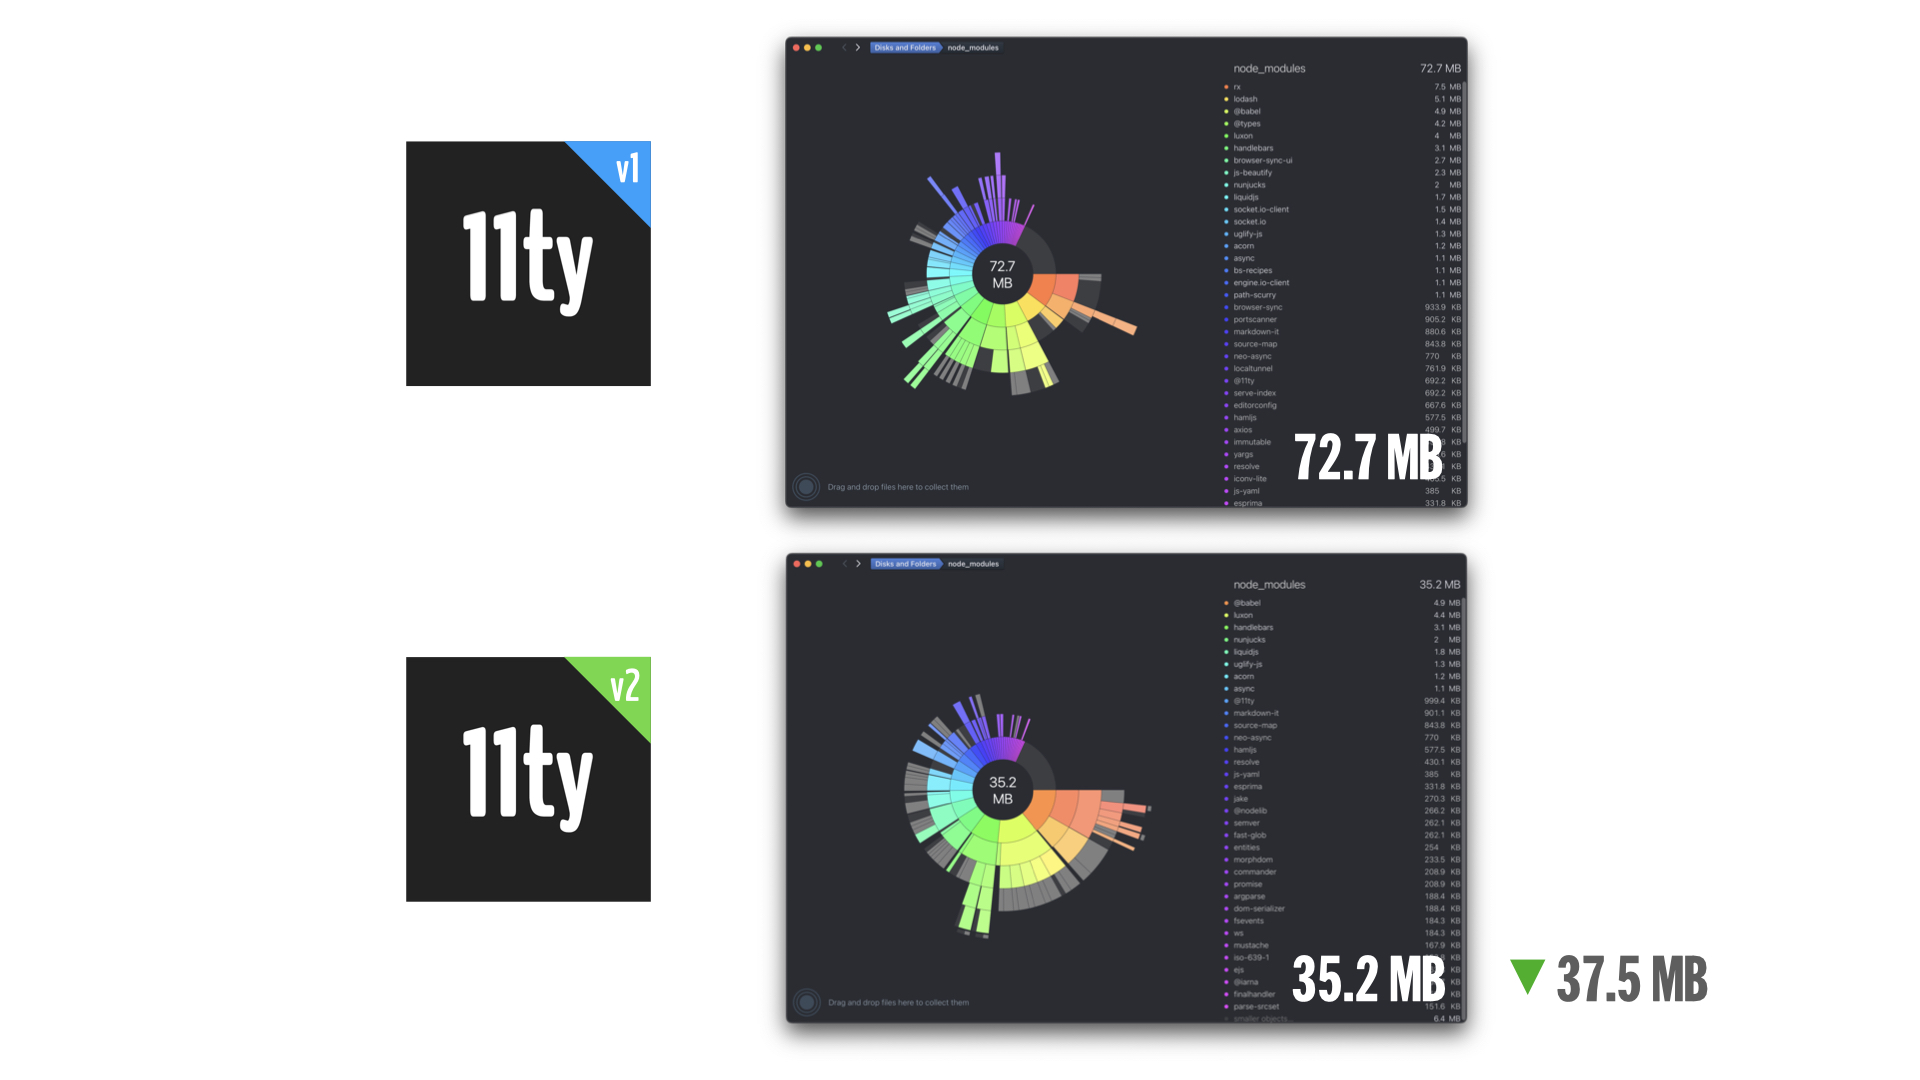 v1
11ty
Disks and Folders node_modules
node_modules 72.7 MB
rx 7.5 MB
lodash 5.1 MB
@babel 4.9 MB
@types 4.2 MB
luxon 4 MB
handlebars 3.1 MB
browser-sync-ui 2.7 MB
js-beautify 2.3 MB
nunjucks 2 MB
liquidjs 1.7 MB
socket.io-client 1.5 MB
socket.io 1.4 MB
uglify-js 1.3 MB
acorn 1.2 MB
async 1.1 MB
bs-recipes 1.1 MB
engine.io-client 1.1 MB
path-scurry 1.1 MB
browser-sync 933.9 KB
portscanner 905.2 KB
markdown-it 880.6 KB
source-map 843.8 KB
neo-async 770 KB
localtunnel 761.9 KB
@11ty 692.2 KB
serve-index 692.2 KB
editorconfig 667.6 KB
hamljs 577.5 KB
axios 499.7 KB
immutable KB
yargs KB
resolve KB
iconv-lite KB
js-yaml 385 KB
esprima 331.8 KB
72.7 MB
72.7 MB
Drag and drop files here to collect them
v2
11ty
Disks and Folders node_modules
node_modules 35.2 MB
@babel 4.9 MB
luxon 4.4 MB
handlebars 3.1 MB
nunjucks 2 MB
liquidjs 1.8 MB
uglify-js 1.3 MB
acorn 1.2 MB
async 1.1 MB
@11ty 999.4 KB
markdown-it 901.1 KB
source-map 843.8 KB
neo-async 770 KB
hamljs 577.5 KB
resolve 430.1 KB
js-yaml 385 KB
esprima 331.8 KB
jake 270.3 KB
@nodelib 266.2 KB
semver 262.1 KB
fast-glob 262.1 KB
entities 254 KB
morphdom 233.5 KB
commander 208.9 KB
promise 208.9 KB
argparse 188.4 KB
dom-serializer 188.4 KB
fsevents 184.3 KB
ws 184.3 KB
mustache 167.9 KB
iso-639-1 KB
ejs KB
@iarna KB
finalhandler KB
parse-srcset 151.6 KB
smaller objects... 6.4 MB
35.2
MB
35.2 MB
Drag and drop files here to collect them
37.5 MB